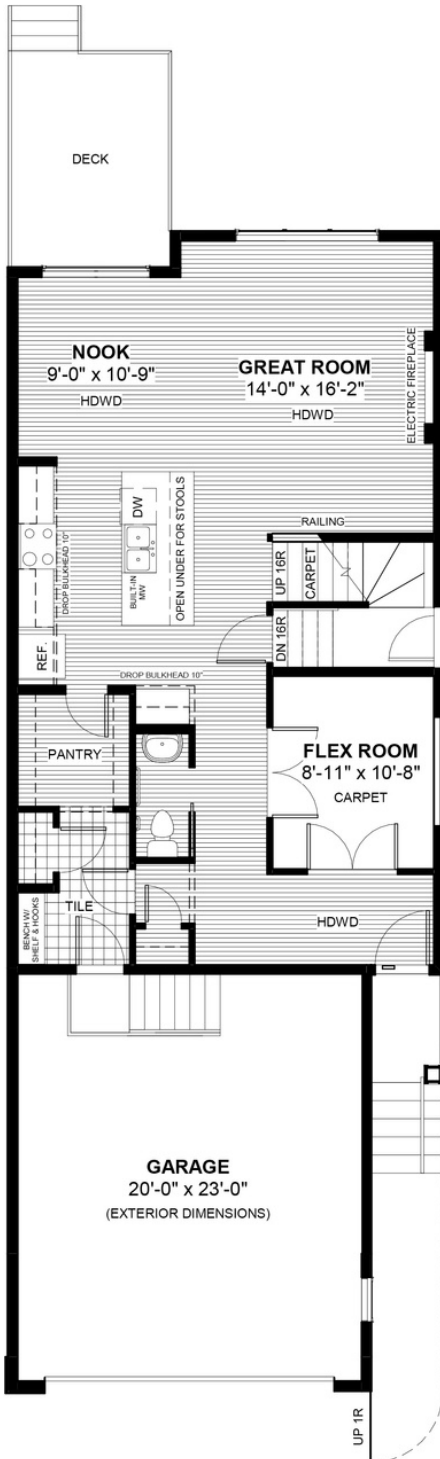 DECK
NOOK
9'-0" x 10'-9"
HDWD
GREAT ROOM
14'-0" x 16'-2"
HDWD
ELECTRIC FIREPLACE
RAILING
DW
BUILT-IN
MW
OPEN UNDER FOR STOOLS
DROP BULKHEAD 10"
REF.
UP 16R
CARPET
DN 16R
DROP BULKHEAD 10"
PANTRY
FLEX ROOM
8'-11" x 10'-8"
CARPET
TILE
BENCH W/
SHELF & HOOKS
HDWD
GARAGE
20'-0" x 23'-0"
(EXTERIOR DIMENSIONS)
UP 1R